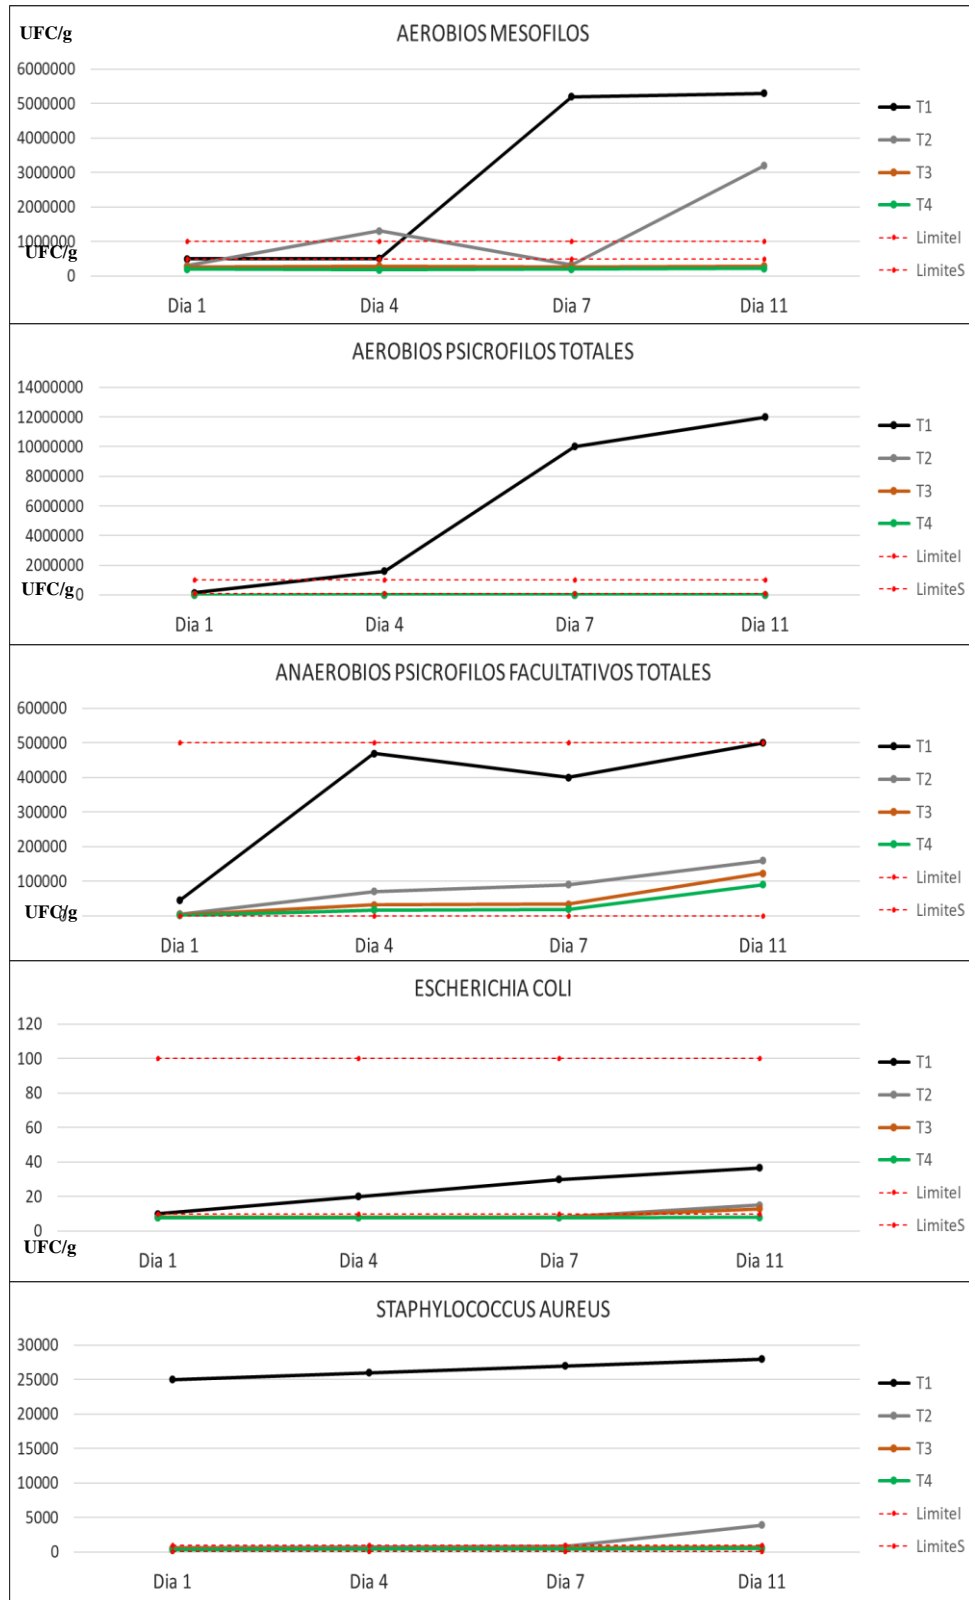 UFC/g
AEROBIOS MESOFILOS
6000000
5000000
4000000
3000000
2000000
1000000
UFC/g
0
Dia 1 Dia 4 Dia 7 Dia 11
T1
T2
T3
T4
LimiteI
LimiteS
AEROBIOS PSICROFILOS TOTALES
14000000
12000000
10000000
8000000
6000000
4000000
2000000
UFC/g
0
Dia 1 Dia 4 Dia 7 Dia 11
T1
T2
T3
T4
LimiteI
LimiteS
ANAEROBIOS PSICROFILOS FACULTATIVOS TOTALES
600000
500000
400000
300000
200000
100000
UFC/g
0
Dia 1 Dia 4 Dia 7 Dia 11
T1
T2
T3
T4
LimiteI
LimiteS
ESCHERICHIA COLI
120
100
80
60
40
20
0
UFC/g
Dia 1 Dia 4 Dia 7 Dia 11
T1
T2
T3
T4
LimiteI
LimiteS
STAPHYLOCOCCUS AUREUS
30000
25000
20000
15000
10000
5000
0
Dia 1 Dia 4 Dia 7 Dia 11
T1
T2
T3
T4
LimiteI
LimiteS